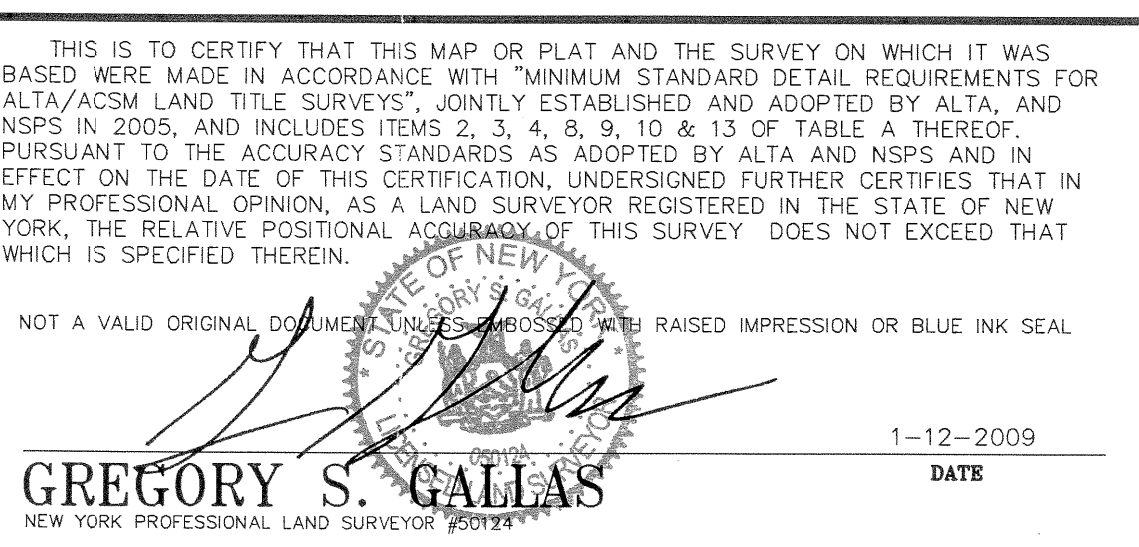 THIS IS TO CERTIFY THAT THIS MAP OR PLAT AND THE SURVEY ON WHICH IT WAS
BASED WERE MADE IN ACCORDANCE WITH "MINIMUM STANDARD DETAIL REQUIREMENTS FOR
ALTA/ACSM LAND TITLE SURVEYS", JOINTLY ESTABLISHED AND ADOPTED BY ALTA, AND
NSPS IN 2005, AND INCLUDES ITEMS 2, 3, 4, 8, 9, 10 & 13 OF TABLE A THEREOF.
PURSUANT TO THE ACCURACY STANDARDS AS ADOPTED BY ALTA AND NSPS AND IN
EFFECT ON THE DATE OF THIS CERTIFICATION, UNDERSIGNED FURTHER CERTIFIES THAT IN
MY PROFESSIONAL OPINION, AS A LAND SURVEYOR REGISTERED IN THE STATE OF NEW
YORK, THE RELATIVE POSITIONAL ACCURACY OF THIS SURVEY DOES NOT EXCEED THAT
WHICH IS SPECIFIED THEREIN.
STATE OF NEW YORK
GREGORY S. GALLAS
NOT A VALID ORIGINAL DOCUMENT UNLESS EMBOSSED WITH RAISED IMPRESSION OR BLUE INK SEAL
050124
LICENSED LAND SURVEYOR
1-12-2009
GREGORY S. GALLAS
DATE
NEW YORK PROFESSIONAL LAND SURVEYOR #50124